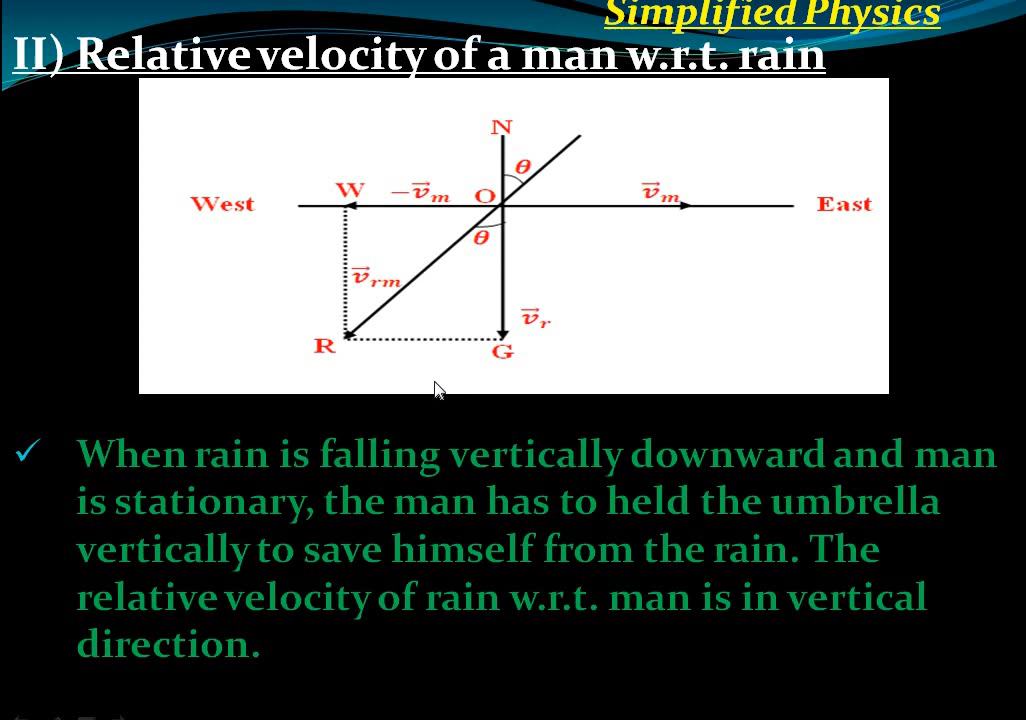 Simplified Physics
II) Relative velocity of a man w.r.t. rain
N
θ
West W −v⃗ₘ O v⃗ₘ East
θ
v⃗ᵣₘ
v⃗ᵣ
R G
✓ When rain is falling vertically downward and man
is stationary, the man has to held the umbrella
vertically to save himself from the rain. The
relative velocity of rain w.r.t. man is in vertical
direction.